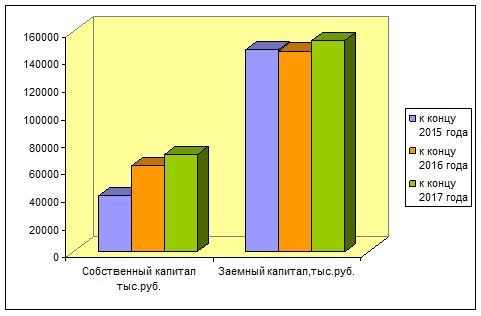 160000
140000
120000
100000
80000
60000
40000
20000
0
Собственный капитал
тыс.руб.
Заемный капитал,тыс.руб.
к концу
2015 года
к концу
2016 года
к концу
2017 года